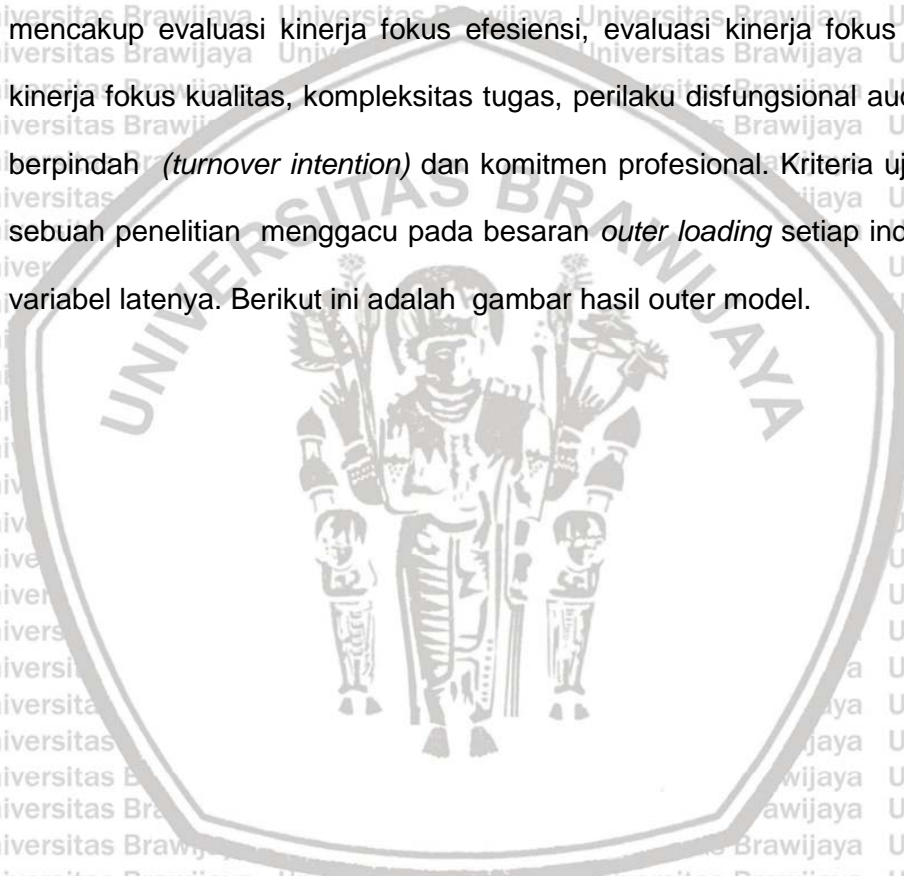 mencakup evaluasi kinerja fokus efesiensi, evaluasi kinerja fokus
kinerja fokus kualitas, kompleksitas tugas, perilaku disfungsional
berpindah (turnover intention) dan komitmen profesional. Kriteria
sebuah penelitian menggacu pada besaran outer loading setiap
variabel latenya. Berikut ini adalah gambar hasil outer model.
UNIVERSITAS BRAWIJAYA